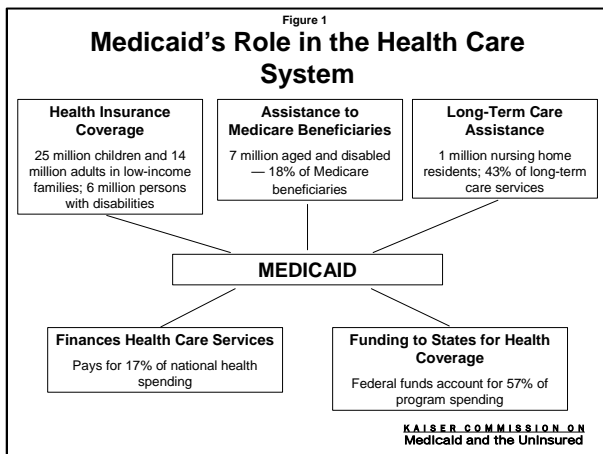 Figure 1
Medicaid's Role in the Health Care
System
Health Insurance
Coverage
25 million children and 14
million adults in low-income
families; 6 million persons
with disabilities
Assistance to
Medicare Beneficiaries
7 million aged and disabled
— 18% of Medicare
beneficiaries
Long-Term Care
Assistance
1 million nursing home
residents; 43% of long-term
care services
MEDICAID
Finances Health Care Services
Pays for 17% of national health
spending
Funding to States for Health
Coverage
Federal funds account for 57% of
program spending
KAISER COMMISSION ON
Medicaid and the Uninsured